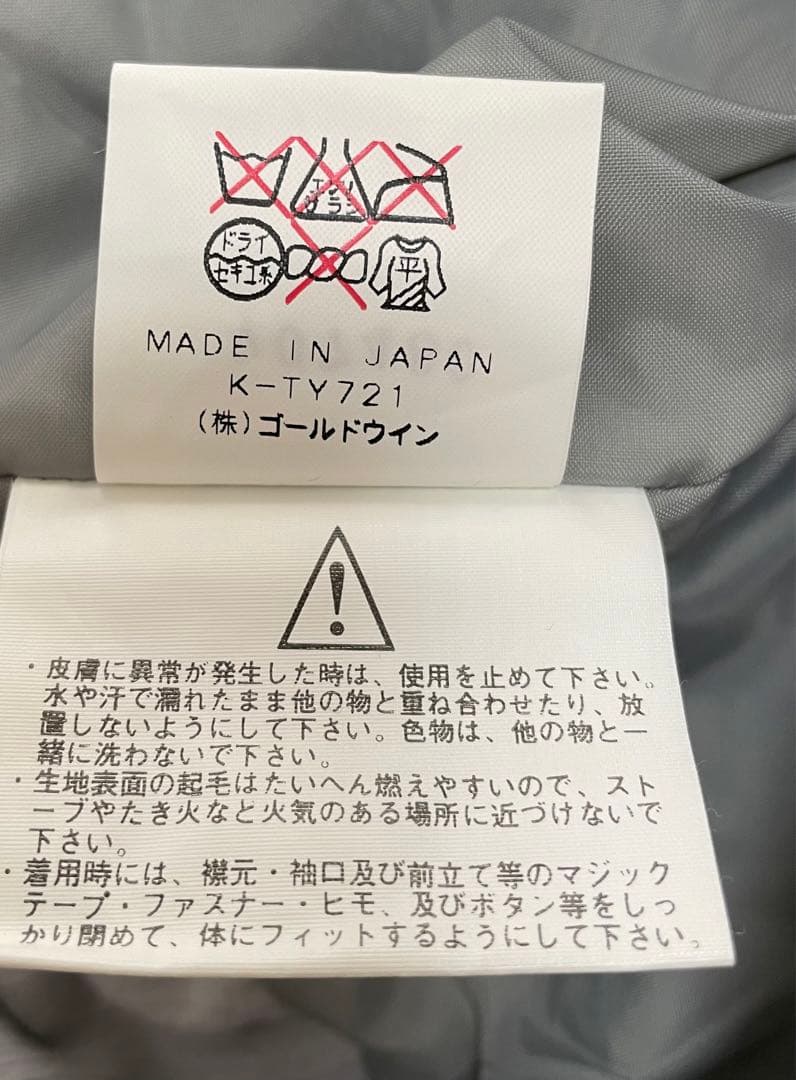 エンソ
サラシ
ドライ
セキユ系
平
MADE IN JAPAN
K-TY721
(株)ゴールドウイン
!
・皮膚に異常が発生した時は、使用を止めて下さい。
水や汗で濡れたまま他の物と重ね合わせたり、放
置しないようにして下さい。色物は、他の物と一
緒に洗わないで下さい。
・生地表面の起毛はたいへん燃えやすいので、スト
ーブやたき火など火気のある場所に近づけないで
下さい。
・着用時には、襟元・袖口及び前立て等のマジック
テープ・ファスナー・ヒモ、及びボタン等をしっ
かり閉めて、体にフィットするようにして下さい。